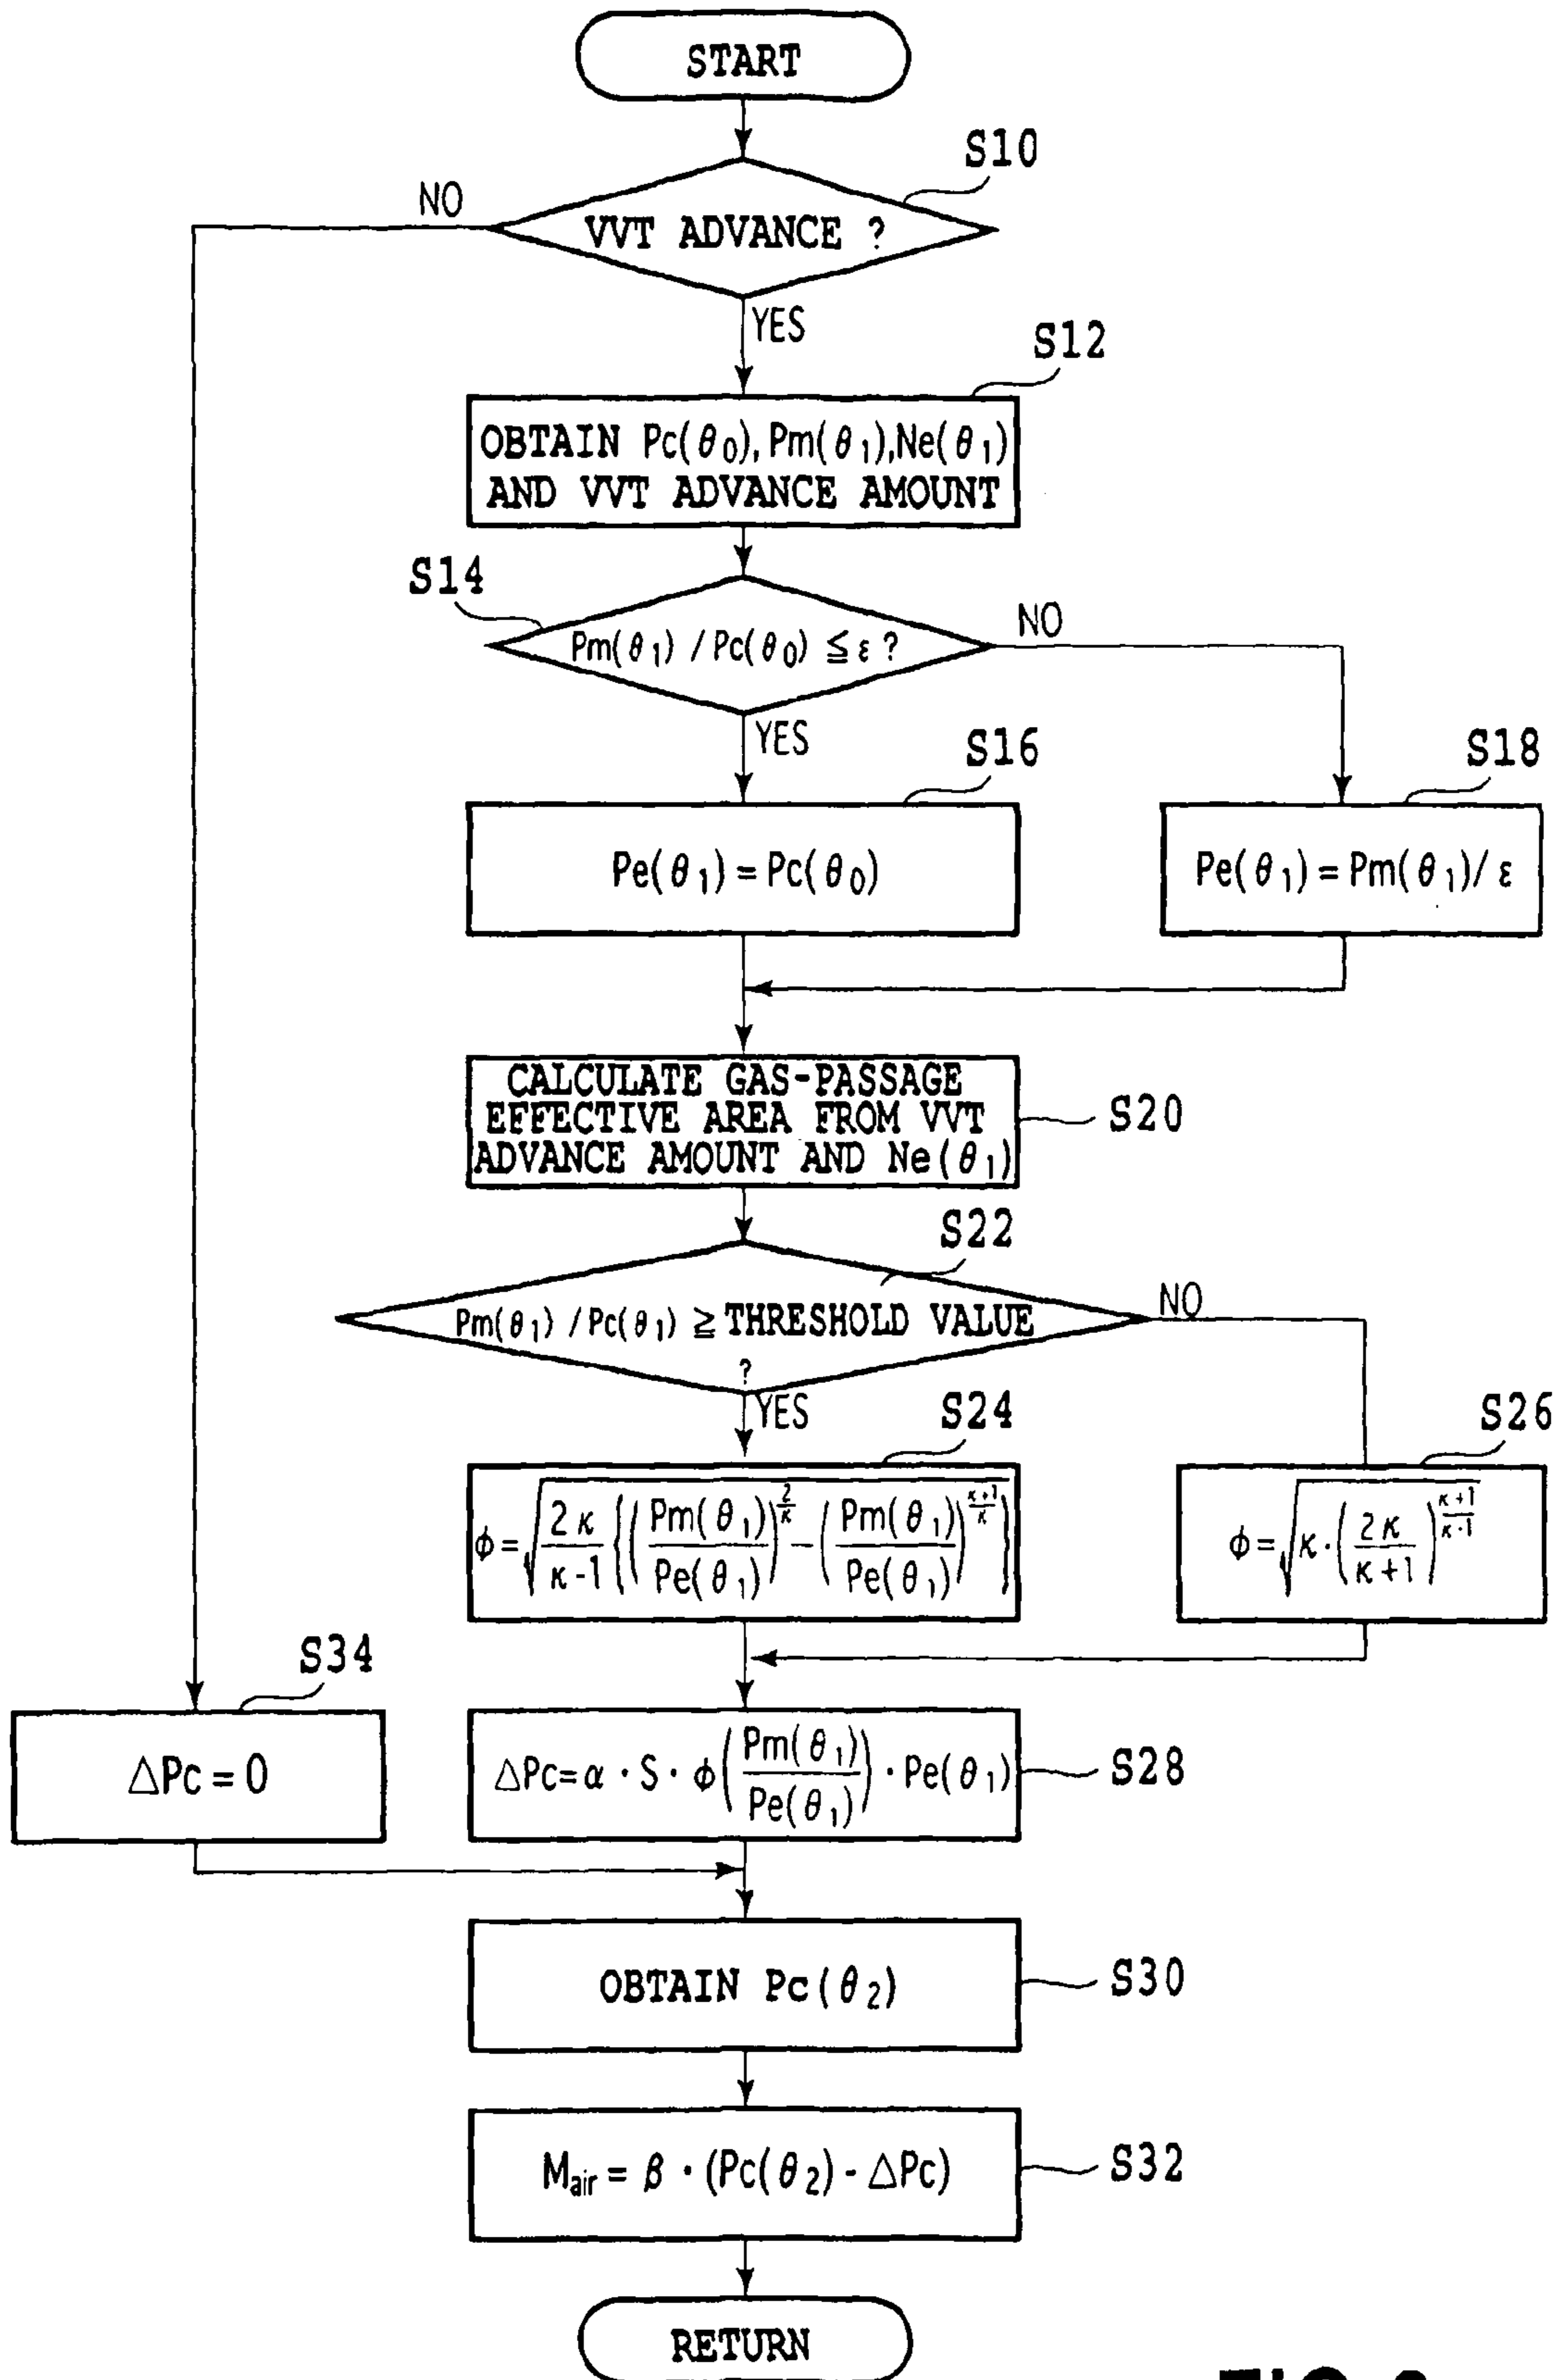 START
S10
NO
VVT ADVANCE ?
YES
S12
OBTAIN Pc(θ0), Pm(θ1), Ne(θ1)
AND VVT ADVANCE AMOUNT
S14
NO
Pm(θ1) / Pc(θ0) ≦ ε ?
YES
S16
S18
Pe(θ1) = Pc(θ0)
Pe(θ1) = Pm(θ1) / ε
CALCULATE GAS-PASSAGE
EFFECTIVE AREA FROM VVT
ADVANCE AMOUNT AND Ne(θ1)
S20
S22
NO
Pm(θ1) / Pc(θ1) ≧ THRESHOLD VALUE
?
YES
S24
S26
φ = √(2κ/(κ-1) {(Pm(θ1)/Pe(θ1))^(2/κ) - (Pm(θ1)/Pe(θ1))^((κ+1)/κ)})
φ = √(κ · (2κ/(κ+1))^((κ+1)/(κ-1)))
S34
ΔPc = 0
ΔPc = α · S · φ(Pm(θ1)/Pe(θ1)) · Pe(θ1)
S28
OBTAIN Pc(θ2)
S30
Mair = β · (Pc(θ2) - ΔPc)
S32
RETURN